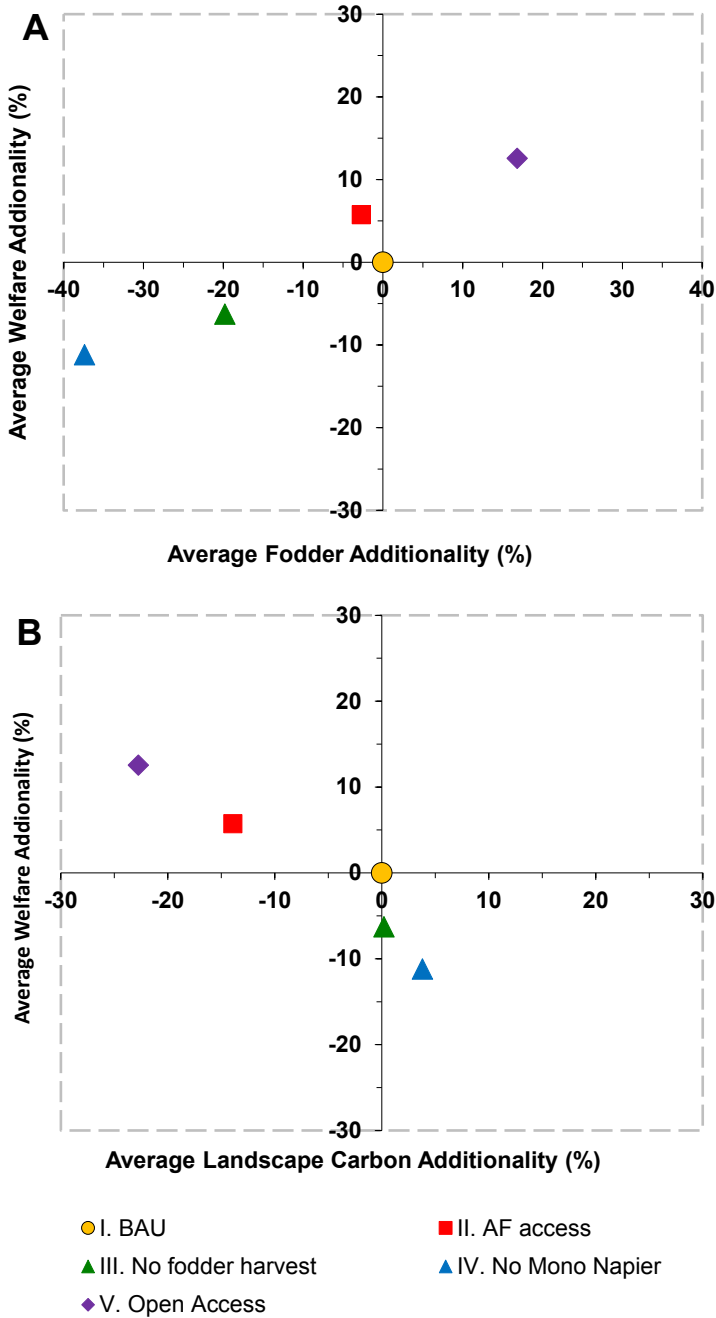 A
30
20
10
0
-40 -30 -20 -10 0 10 20 30 40
-10
-20
-30
Average Welfare Addionality (%)
Average Fodder Additionality (%)
B
30
20
10
0
-30 -20 -10 0 10 20 30
-10
-20
-30
Average Welfare Addionality (%)
Average Landscape Carbon Additionality (%)
I. BAU
II. AF access
III. No fodder harvest
IV. No Mono Napier
V. Open Access